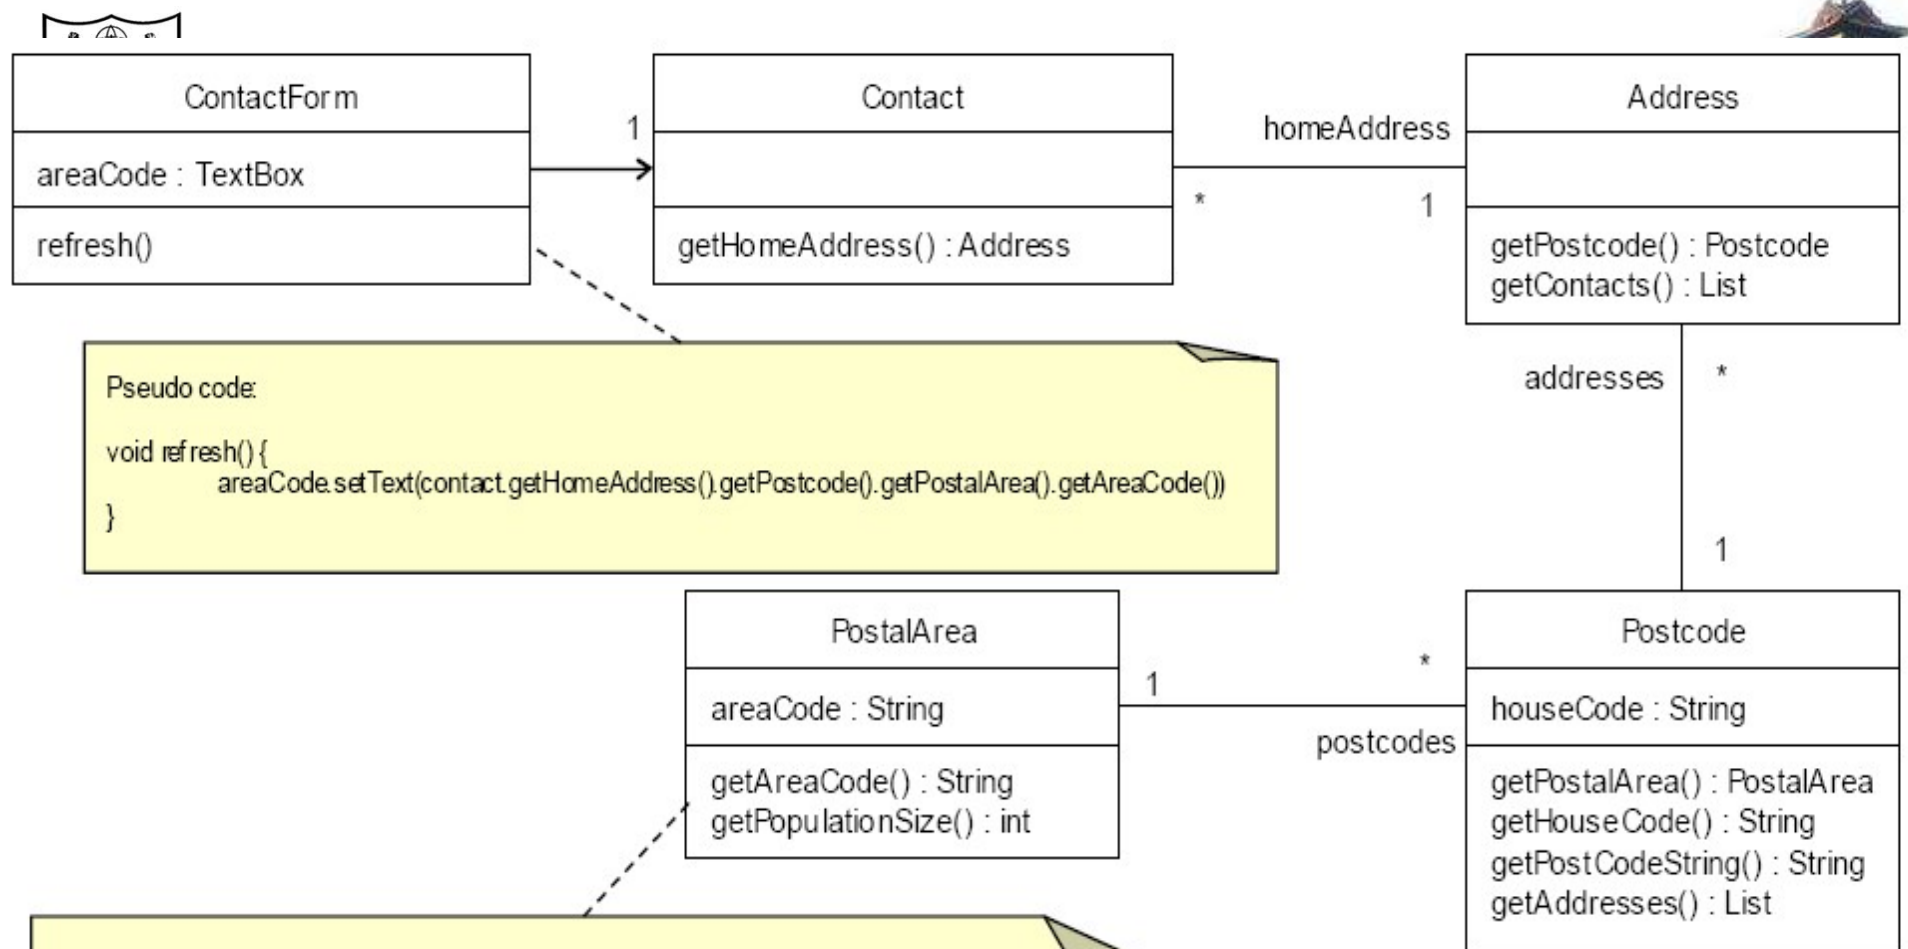 ContactForm
areaCode : TextBox
refresh()
1
Contact
getHomeAddress() : Address
homeAddress
*
1
Address
getPostcode() : Postcode
getContacts() : List
Pseudo code:
void refresh() {
areaCode.setText(contact.getHomeAddress().getPostcode().getPostalArea().getAreaCode())
}
addresses
*
1
PostalArea
areaCode : String
getAreaCode() : String
getPopulationSize() : int
1
*
postcodes
Postcode
houseCode : String
getPostalArea() : PostalArea
getHouseCode() : String
getPostCodeString() : String
getAddresses() : List